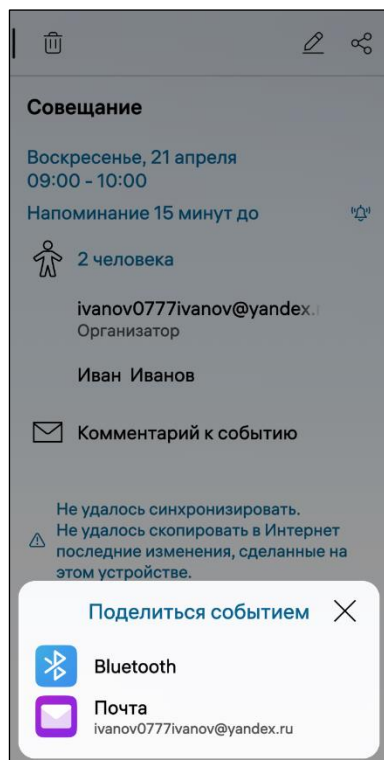 Совещание
Воскресенье, 21 апреля
09:00 - 10:00
Напоминание 15 минут до
2 человека
ivanov0777ivanov@yandex.
Организатор
Иван Иванов
Комментарий к событию
Не удалось синхронизировать.
Не удалось скопировать в Интернет
последние изменения, сделанные на
этом устройстве.
Поделиться событием
Bluetooth
Почта
ivanov0777ivanov@yandex.ru